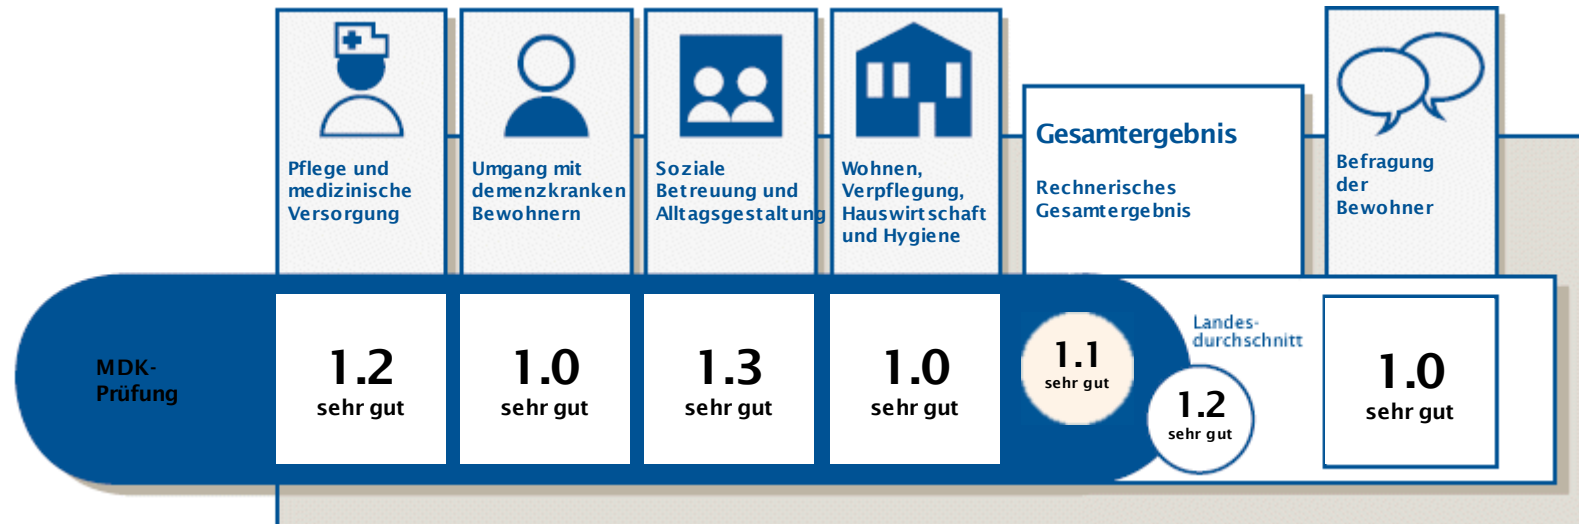 Pflege und
medizinische
Versorgung
Umgang mit
demenzkranken
Bewohnern
Soziale
Betreuung und
Alltagsgestaltung
Wohnen,
Verpflegung,
Hauswirtschaft
und Hygiene
Gesamtergebnis
Rechnerisches
Gesamtergebnis
Befragung
der
Bewohner
MDK-
Prüfung
1.2
sehr gut
1.0
sehr gut
1.3
sehr gut
1.0
sehr gut
1.1
sehr gut
Landes-
durchschnitt
1.2
sehr gut
1.0
sehr gut